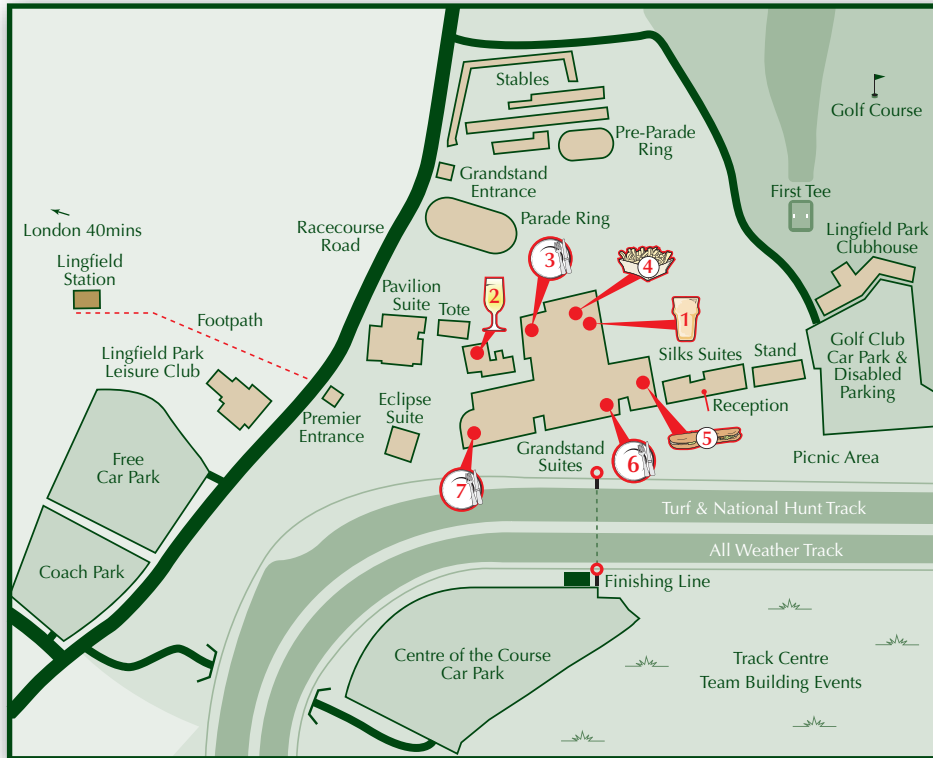 Stables
Golf Course
Pre-Parade
Ring
Grandstand
Entrance
First Tee
London 40mins
Racecourse
Road
Parade Ring
Lingfield Park
Clubhouse
Lingfield
Station
3
4
Pavilion
Suite
Tote
2
1
Footpath
Silks Suites
Stand
Golf Club
Car Park &
Disabled
Parking
Lingfield Park
Leisure Club
Premier
Entrance
Eclipse
Suite
Reception
5
Grandstand
Suites
6
Picnic Area
Free
Car Park
7
Turf & National Hunt Track
All Weather Track
Coach Park
Finishing Line
Centre of the Course
Car Park
Track Centre
Team Building Events